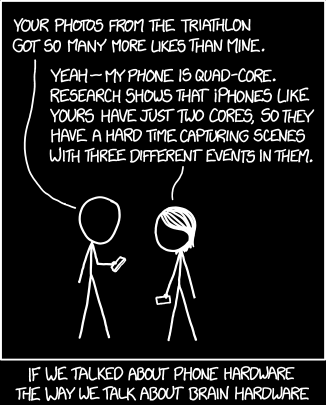 YOUR PHOTOS FROM THE TRIATHLON
GOT SO MANY MORE LIKES THAN MINE.
YEAH—MY PHONE IS QUAD-CORE.
RESEARCH SHOWS THAT iPHONES LIKE
YOURS HAVE JUST TWO CORES, SO THEY
HAVE A HARD TIME CAPTURING SCENES
WITH THREE DIFFERENT EVENTS IN THEM.
IF WE TALKED ABOUT PHONE HARDWARE
THE WAY WE TALK ABOUT BRAIN HARDWARE